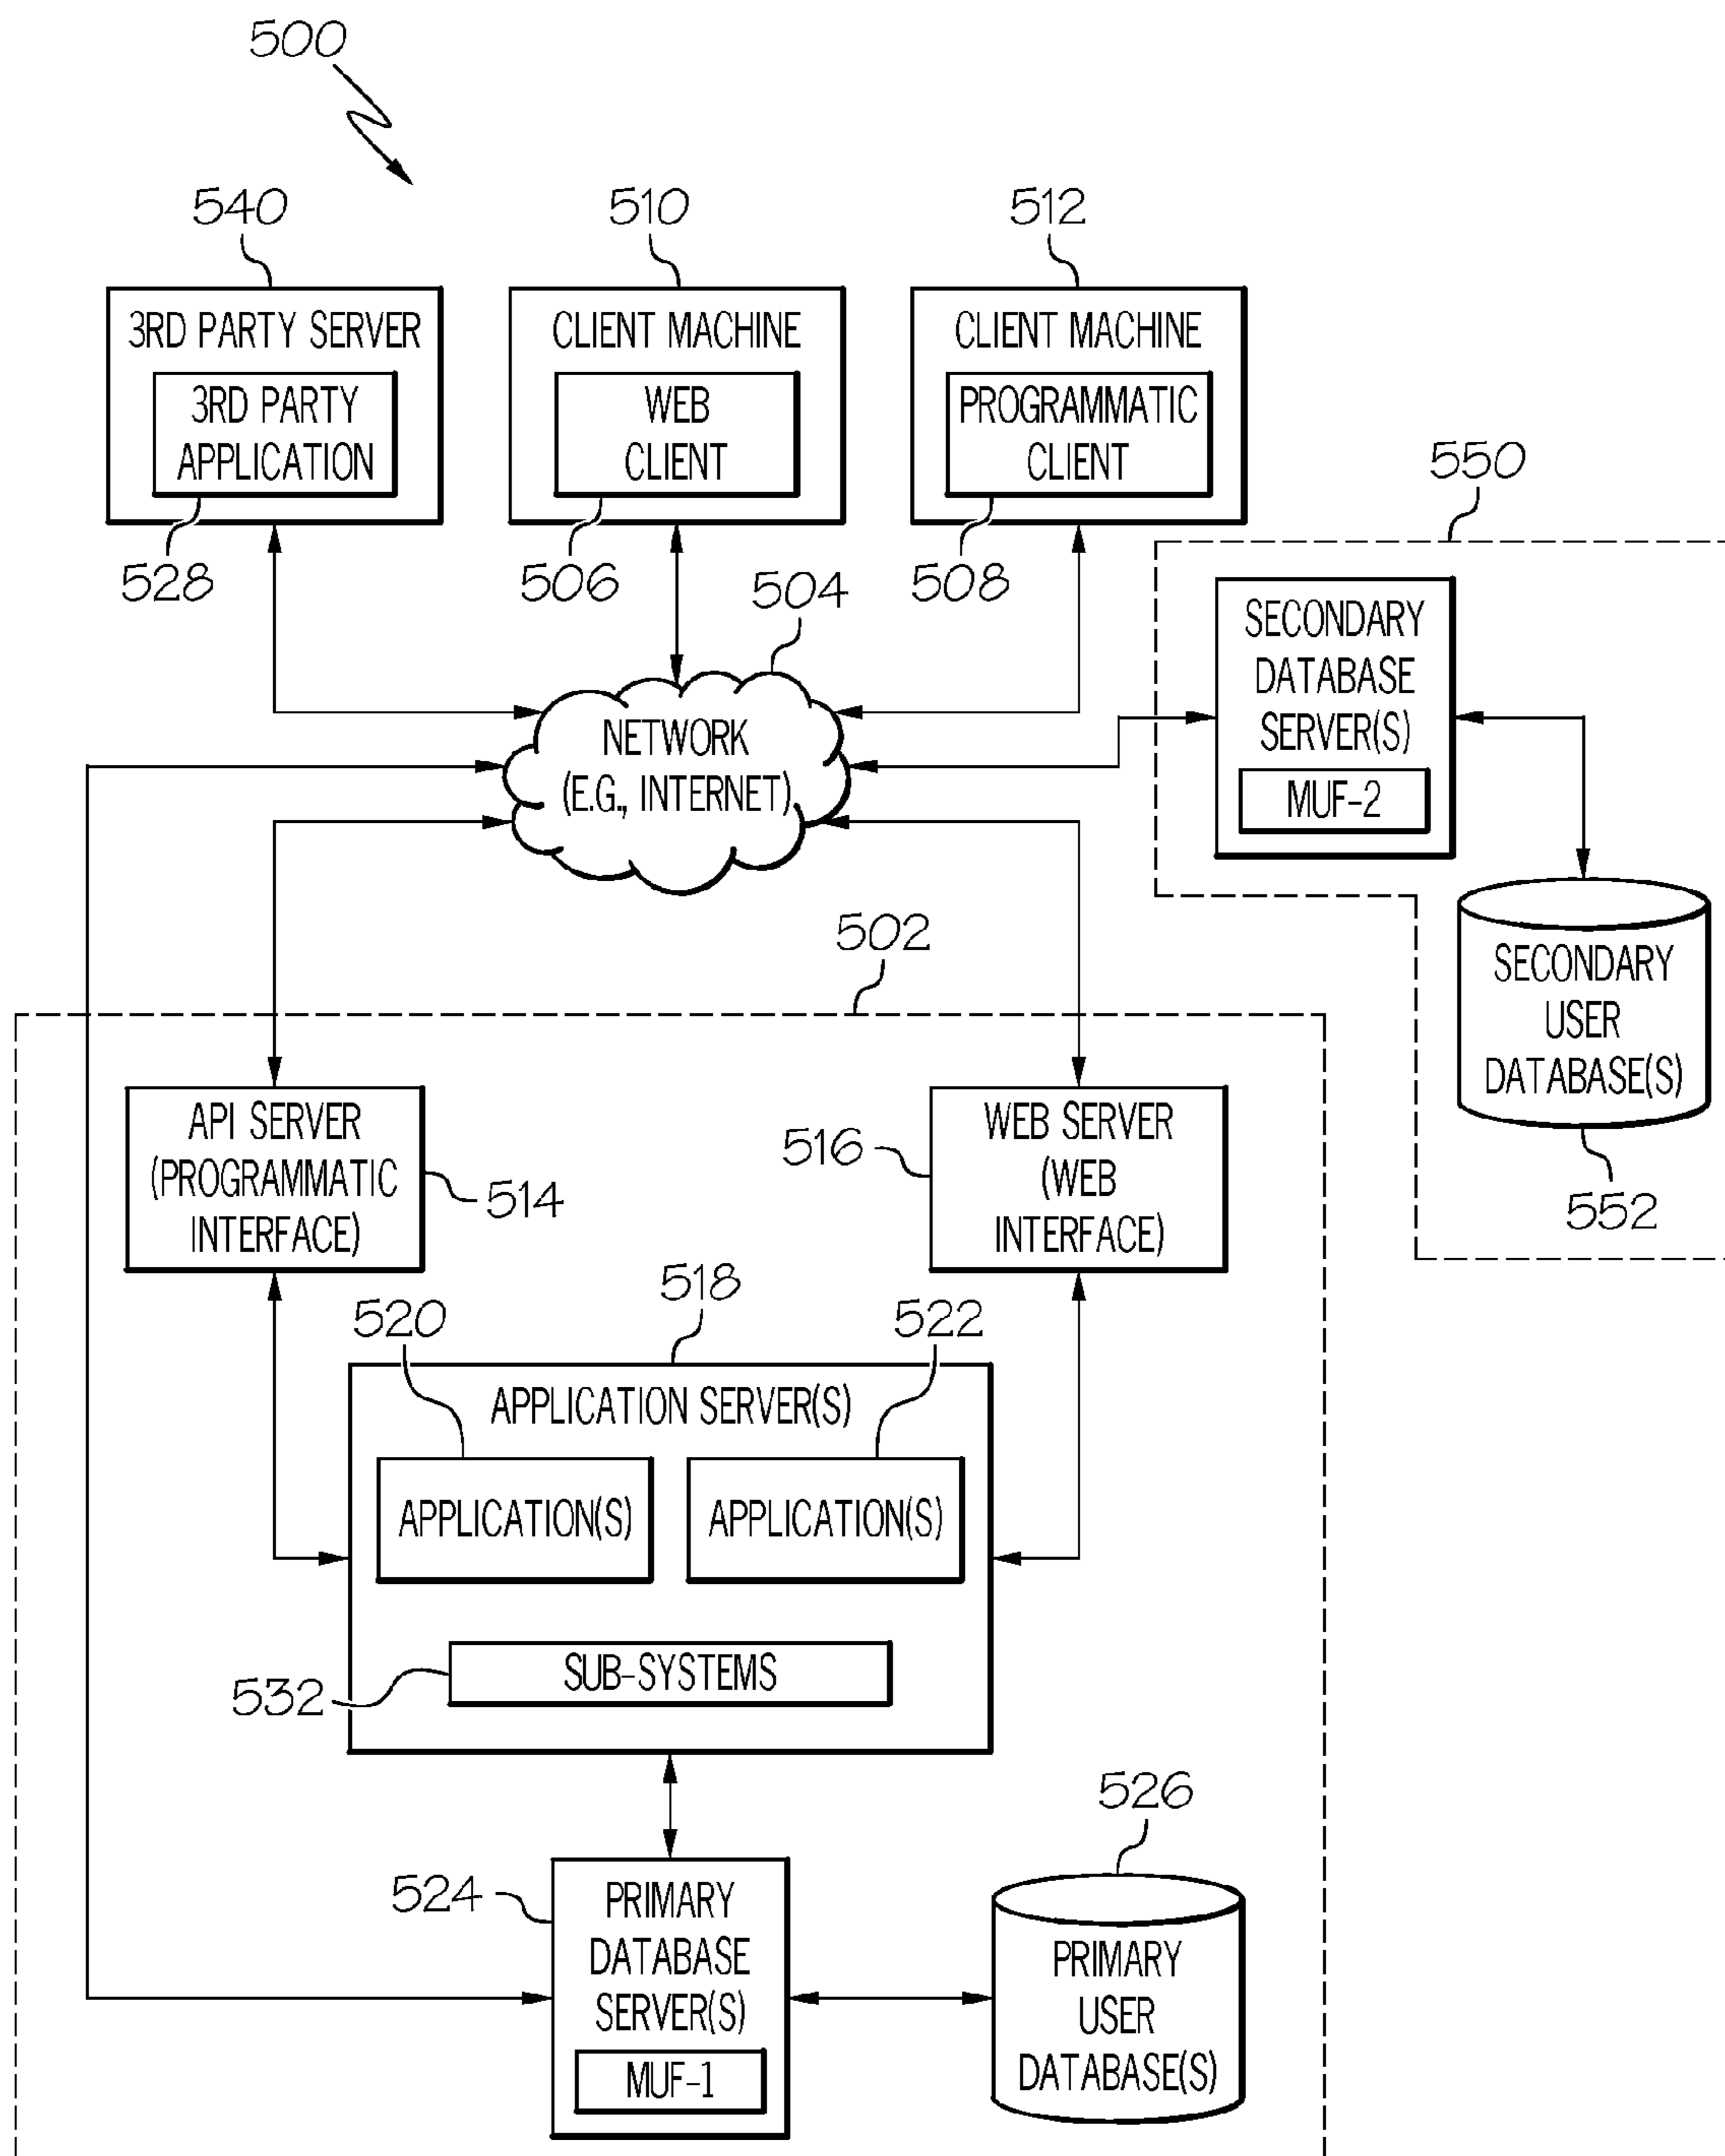 500
540
510
512
3RD PARTY SERVER
3RD PARTY
APPLICATION
528
CLIENT MACHINE
WEB
CLIENT
506
CLIENT MACHINE
PROGRAMMATIC
CLIENT
508
504
NETWORK
(E.G., INTERNET)
550
SECONDARY
DATABASE
SERVER(S)
MUF-2
SECONDARY
USER
DATABASE(S)
552
502
API SERVER
(PROGRAMMATIC
INTERFACE)
514
516
WEB SERVER
(WEB
INTERFACE)
518
520
522
APPLICATION SERVER(S)
APPLICATION(S)
APPLICATION(S)
532
SUB-SYSTEMS
524
PRIMARY
DATABASE
SERVER(S)
MUF-1
526
PRIMARY
USER
DATABASE(S)